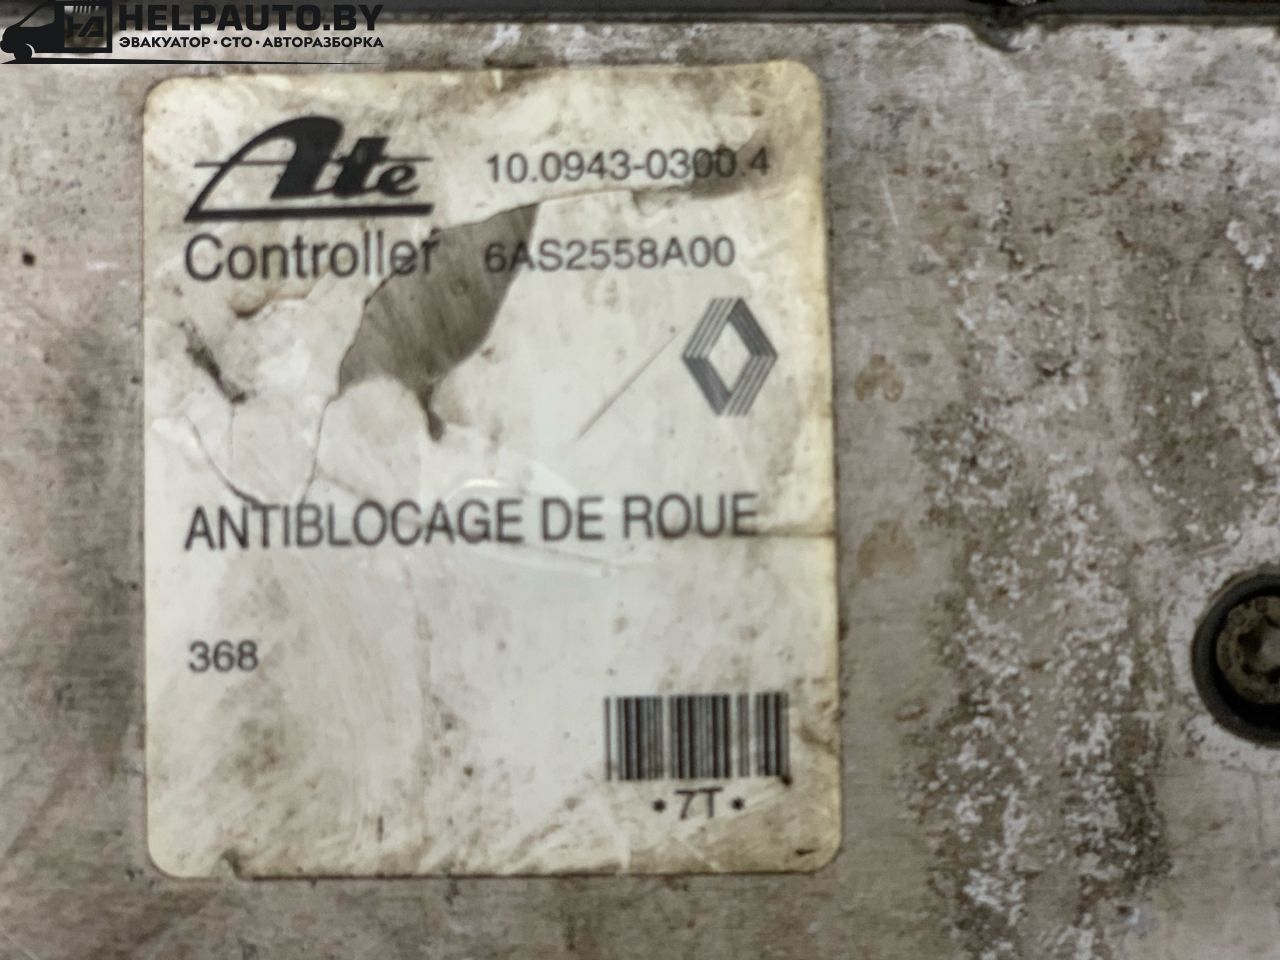 HELPAUTO.BY
ЭВАКУАТОР · СТО · АВТОРАЗБОРКА
Ate 10.0943-0300.4
Controller 6AS2558A00
ANTIBLOCAGE DE ROUE
368
* 7T *